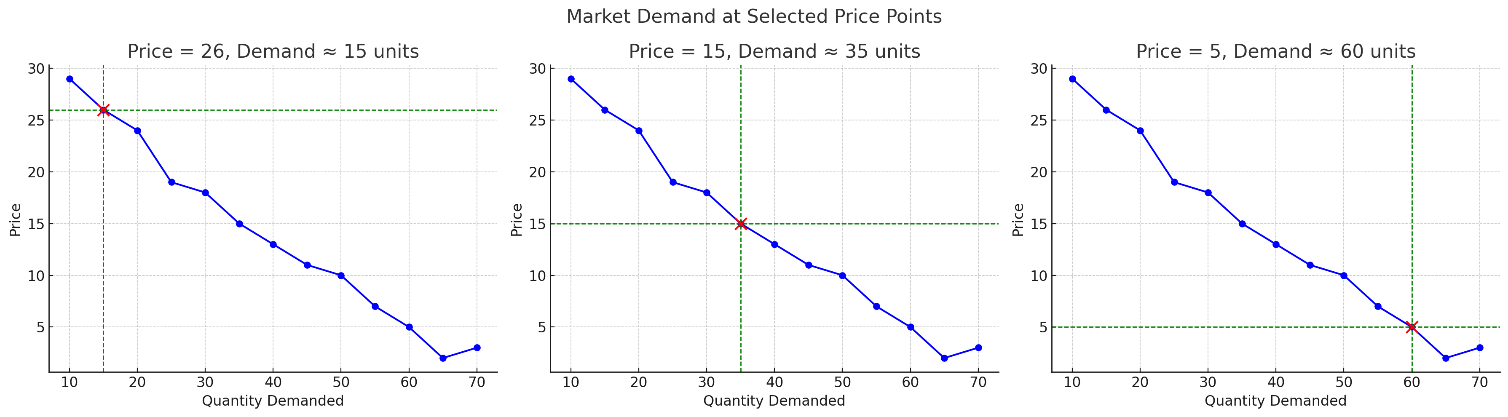 Market Demand at Selected Price Points
Price = 26, Demand ≈ 15 units
30
25
20
15
10
5
Price
10 20 30 40 50 60 70
Quantity Demanded
Price = 15, Demand ≈ 35 units
30
25
20
15
10
5
Price
10 20 30 40 50 60 70
Quantity Demanded
Price = 5, Demand ≈ 60 units
30
25
20
15
10
5
Price
10 20 30 40 50 60 70
Quantity Demanded